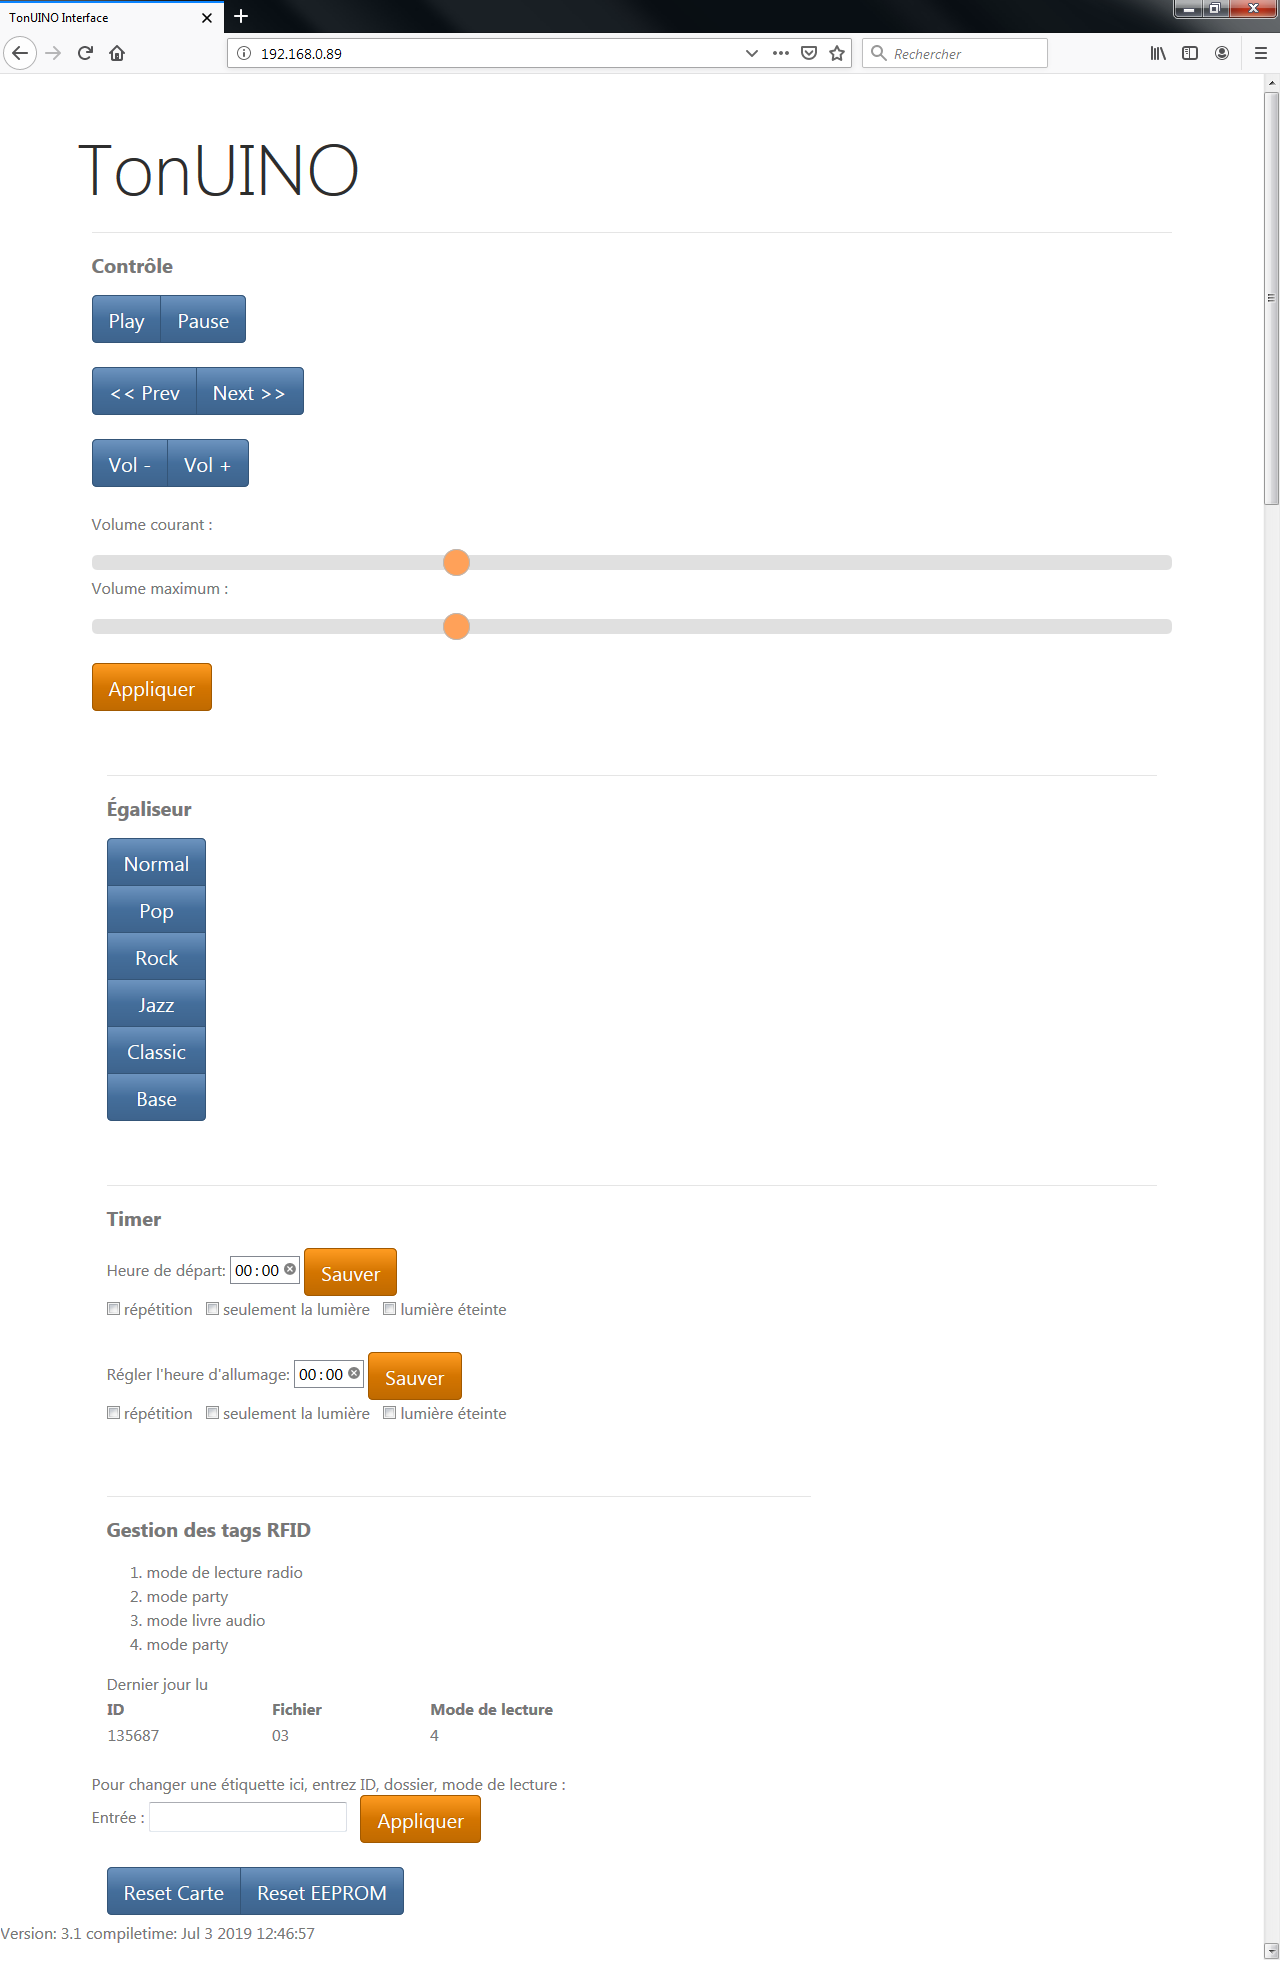 TonUINO Interface
192.168.0.89
Rechercher
TonUINO
Contrôle
Play Pause
<< Prev Next >>
Vol - Vol +
Volume courant :
Volume maximum :
Appliquer
Égaliseur
Normal
Pop
Rock
Jazz
Classic
Base
Timer
Heure de départ: 00:00 Sauver
répétition seulement la lumière lumière éteinte
Régler l'heure d'allumage: 00:00 Sauver
répétition seulement la lumière lumière éteinte
Gestion des tags RFID
1. mode de lecture radio
2. mode party
3. mode livre audio
4. mode party
Dernier jour lu
ID Fichier Mode de lecture
135687 03 4
Pour changer une étiquette ici, entrez ID, dossier, mode de lecture :
Entrée : Appliquer
Reset Carte Reset EEPROM
Version: 3.1 compiletime: Jul 3 2019 12:46:57